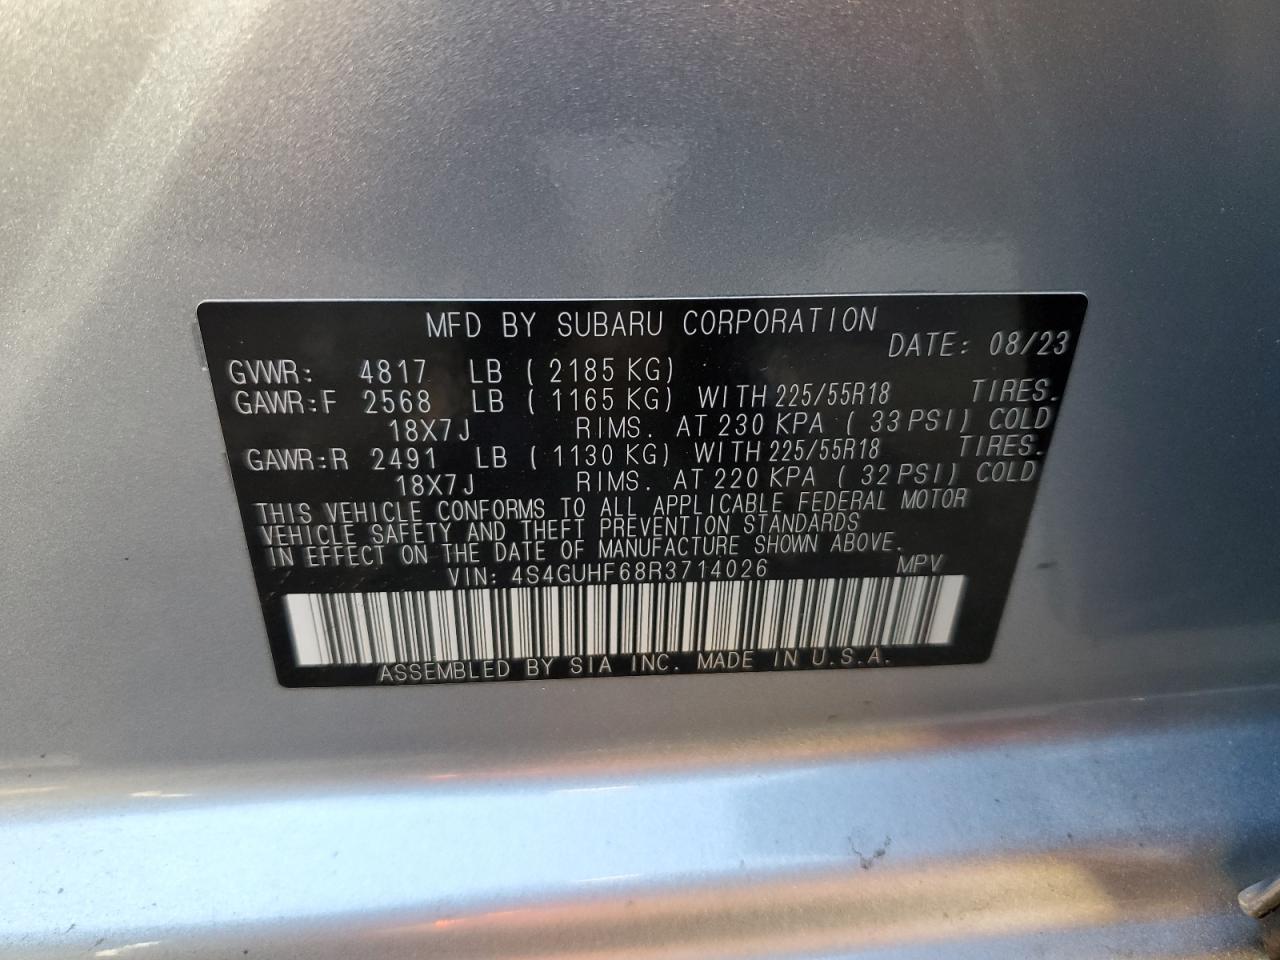 MFD BY SUBARU CORPORATION
DATE: 08/23
GVWR: 4817 LB ( 2185 KG)
GAWR:F 2568 LB ( 1165 KG) WITH 225/55R18 TIRES.
18X7J RIMS. AT 230 KPA ( 33 PSI) COLD
GAWR:R 2491 LB ( 1130 KG) WITH 225/55R18 TIRES.
18X7J RIMS. AT 220 KPA ( 32 PSI) COLD
THIS VEHICLE CONFORMS TO ALL APPLICABLE FEDERAL MOTOR
VEHICLE SAFETY AND THEFT PREVENTION STANDARDS
IN EFFECT ON THE DATE OF MANUFACTURE SHOWN ABOVE.
VIN: 4S4GUHF68R3714026 MPV
ASSEMBLED BY SIA INC. MADE IN U.S.A.